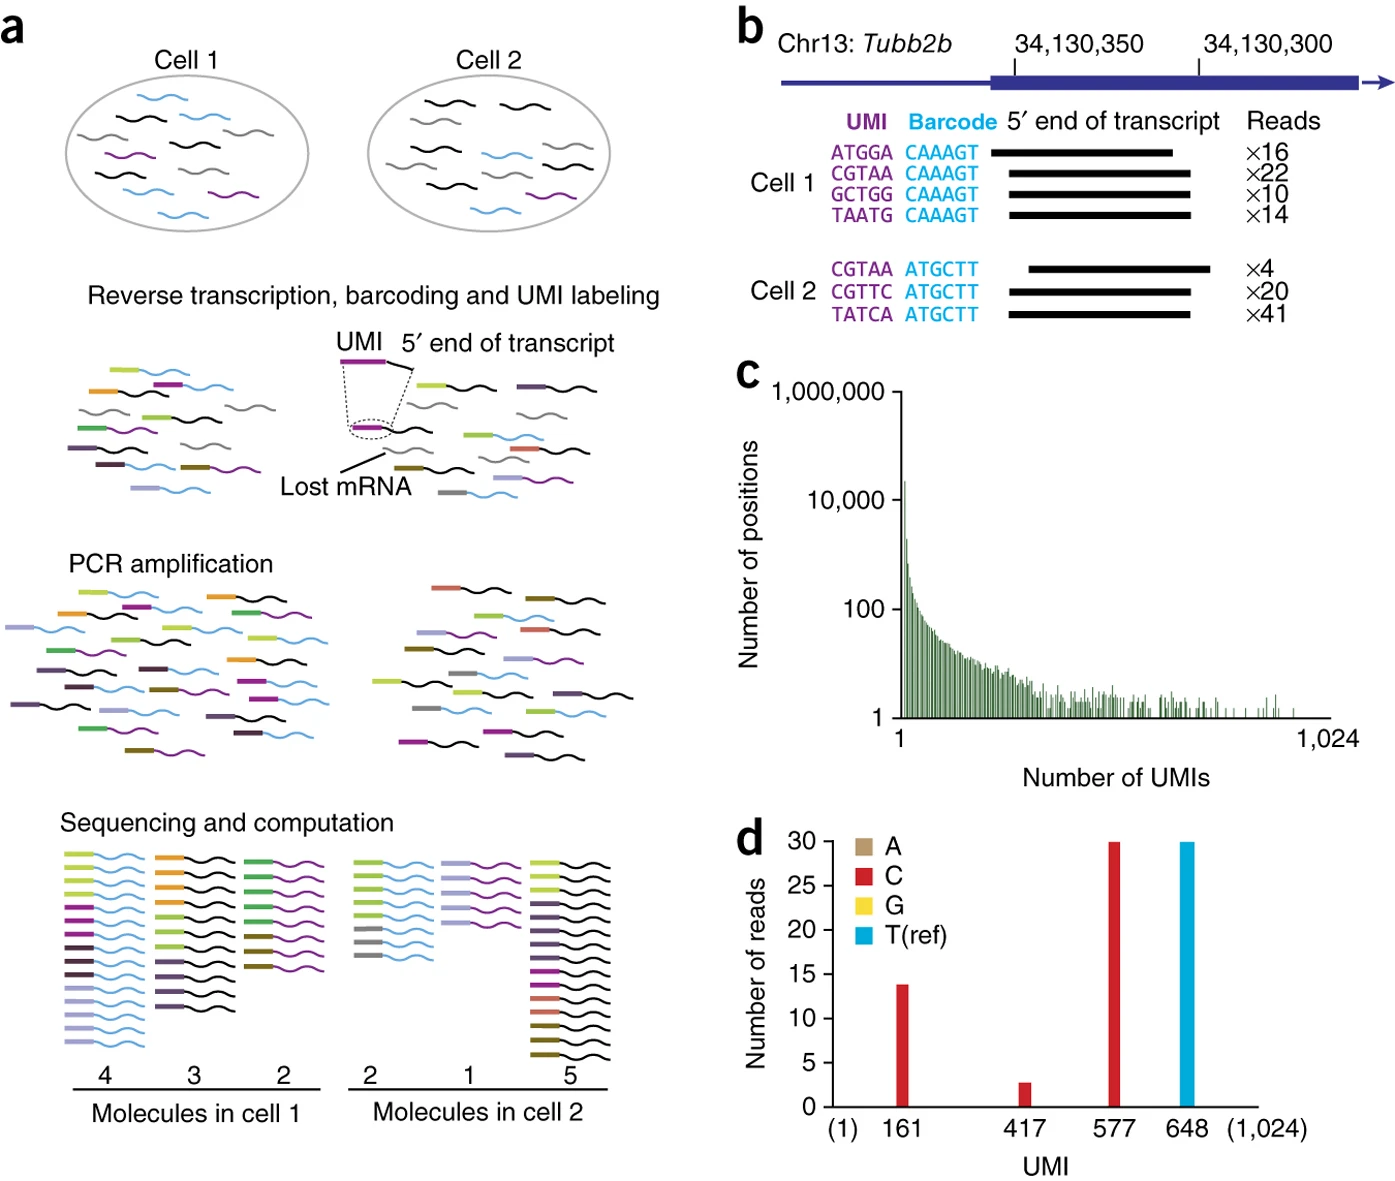 a
Cell 1
Cell 2
Reverse transcription, barcoding and UMI labeling
UMI 5′ end of transcript
Lost mRNA
PCR amplification
Sequencing and computation
4 3 2 2 1 5
Molecules in cell 1
Molecules in cell 2
b
Chr13: Tubb2b 34,130,350 34,130,300
UMI Barcode 5′ end of transcript Reads
Cell 1
ATGGA CAAAGT ×16
CGTAA CAAAGT ×22
GCTGG CAAAGT ×10
TAATG CAAAGT ×14
Cell 2
CGTAA ATGCTT ×4
CGTTC ATGCTT ×20
TATCA ATGCTT ×41
c
Number of positions
1,000,000
10,000
100
1
1 1,024
Number of UMIs
d
Number of reads
30
25
20
15
10
5
0
A
C
G
T(ref)
(1) 161 417 577 648 (1,024)
UMI